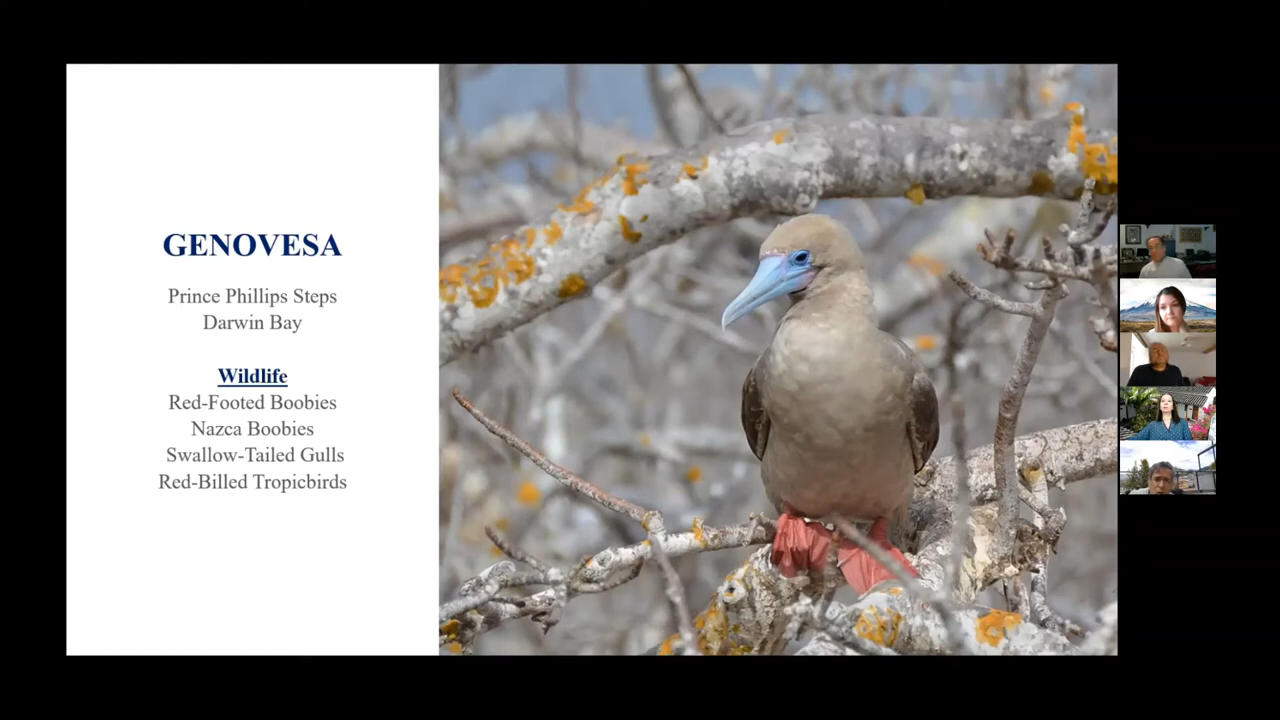 GENOVESA
Prince Phillips Steps
Darwin Bay
Wildlife
Red-Footed Boobies
Nazca Boobies
Swallow-Tailed Gulls
Red-Billed Tropicbirds